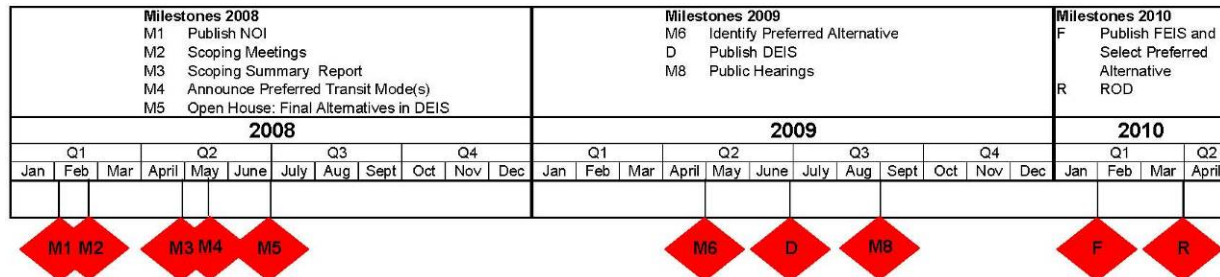 Milestones 2008
M1 Publish NOI
M2 Scoping Meetings
M3 Scoping Summary Report
M4 Announce Preferred Transit Mode(s)
M5 Open House: Final Alternatives in DEIS
Milestones 2009
M6 Identify Preferred Alternative
D Publish DEIS
M8 Public Hearings
Milestones 2010
F Publish FEIS and
Select Preferred
Alternative
R ROD
2008 2009 2010
Q1 Q2 Q3 Q4 Q1 Q2 Q3 Q4 Q1 Q2
Jan Feb Mar April May June July Aug Sept Oct Nov Dec Jan Feb Mar April May June July Aug Sept Oct Nov Dec Jan Feb Mar April
M1 M2 M3 M4 M5 M6 D M8 F R